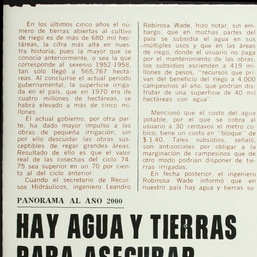 En los últimos cinco años el nú-
mero de tierras abiertas al cultivo
de riego es de más de 680 mil hec-
táreas, la cifra más alta en nues-
tra historia, pues la mayor que se
conocía anteriormente, o sea la que
corresponde al sexenio 1952-1958,
tan sólo llegó a 565,767 hectá-
reas. Al concluirse el actual período
gubernamental, la superficie irriga-
da en el país, que en 1970 era de
cuatro millones de hectáreas, se
habrá elevado a más de cinco mi-
llones.
El actual gobierno, por otra par-
te, ha dado mayor impulso a las
obras de pequeña irrigación, sin
por ello descuidar las obras sus-
ceptibles de regar grandes áreas.
Resultado de ello es que el valor
real de las cosechas del ciclo 74-
75 sea superior en un 70 por cien-
to al del ciclo anterior.
Cuando el secretario de Recur-
sos Hidráulicos, ingeniero Leandro
Robirosa Wade, hizo notar, sin em-
bargo, que en muchas partes del
país se subsidia el agua en sus
múltiples usos y que en las áreas
de riego, donde el usuario no paga
por el mantenimiento de las obras,
los subsidios ascienden a 419 mi-
llones de pesos, "recursos que pri-
van del beneficio del riego a 4,000
campesinos al año, que podrían dis-
frutar de una superficie de 40 mil
hectáreas con agua".
Mencionó que el costo del agua
potable, por el que se cobra al
usuario a 30 centavos el metro cu-
bico, tiene un costo en "bloque" de
$ 1.40. Tales subsidios, señaló,
son antisociales por obligar a la
marginación de campesinos que de
otro modo podrían disponer de tie-
rras irrigadas.
En fecha posterior, el ingeniero
Robirosa Wade informó que en
nuestro país hay agua y tierras su-
PANORAMA AL AÑO 2000
HAY AGUA Y TIERRAS
PARA ASEGURAR